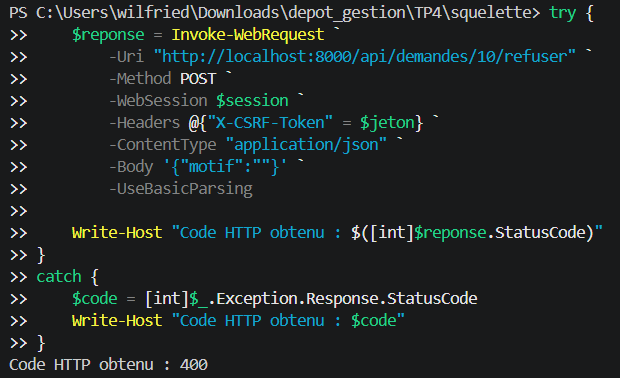 PS C:\Users\wilfried\Downloads\depot_gestion\TP4\squelette> try {
>>     $reponse = Invoke-WebRequest `
>>         -Uri "http://localhost:8000/api/demandes/10/refuser" `
>>         -Method POST `
>>         -WebSession $session `
>>         -Headers @{"X-CSRF-Token" = $jeton} `
>>         -ContentType "application/json" `
>>         -Body '{"motif":""}' `
>>         -UseBasicParsing
>>
>>     Write-Host "Code HTTP obtenu : $([int]$reponse.StatusCode)"
>> }
>> catch {
>>     $code = [int]$_.Exception.Response.StatusCode
>>     Write-Host "Code HTTP obtenu : $code"
>> }
Code HTTP obtenu : 400